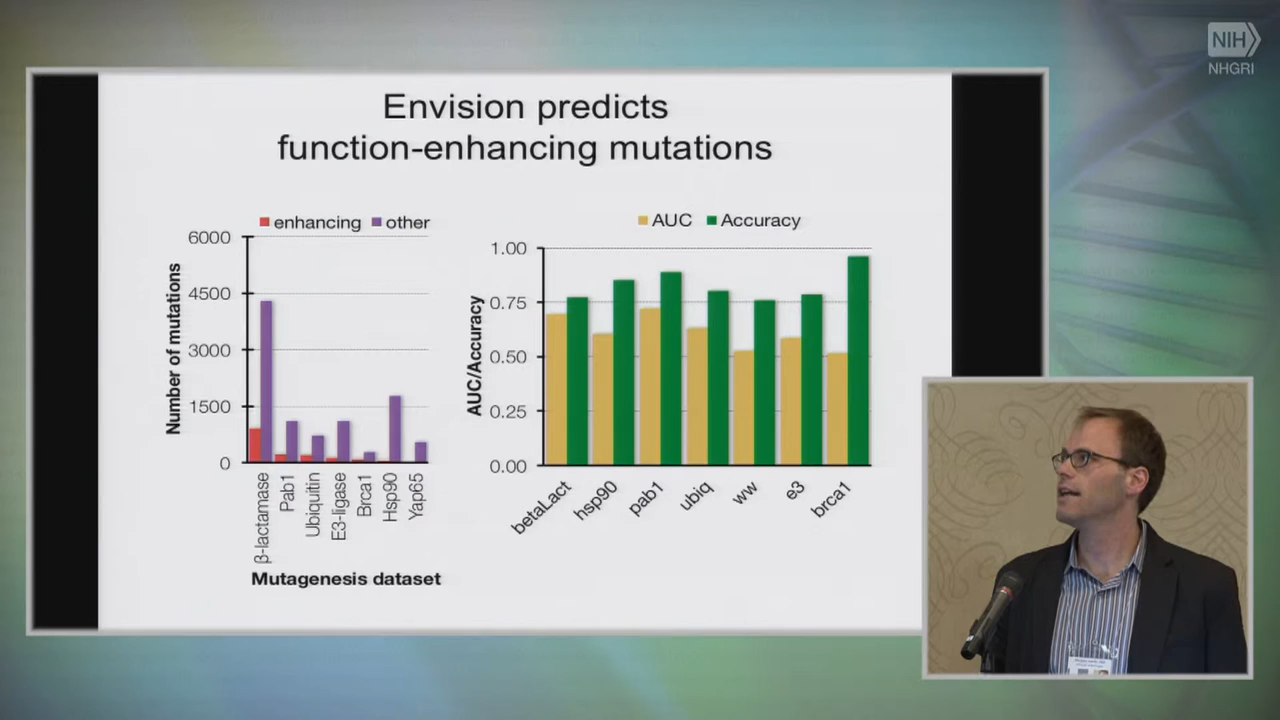 NIH
NHGRI
Envision predicts
function-enhancing mutations
enhancing other
6000
4500
3000
1500
0
Number of mutations
β-lactamase
Pab1
Ubiquitin
E3-ligase
Brca1
Hsp90
Yap65
Mutagenesis dataset
AUC Accuracy
1.00
0.75
0.50
0.25
0.00
AUC/Accuracy
betaLact
hsp90
pab1
ubiq
ww
e3
brca1